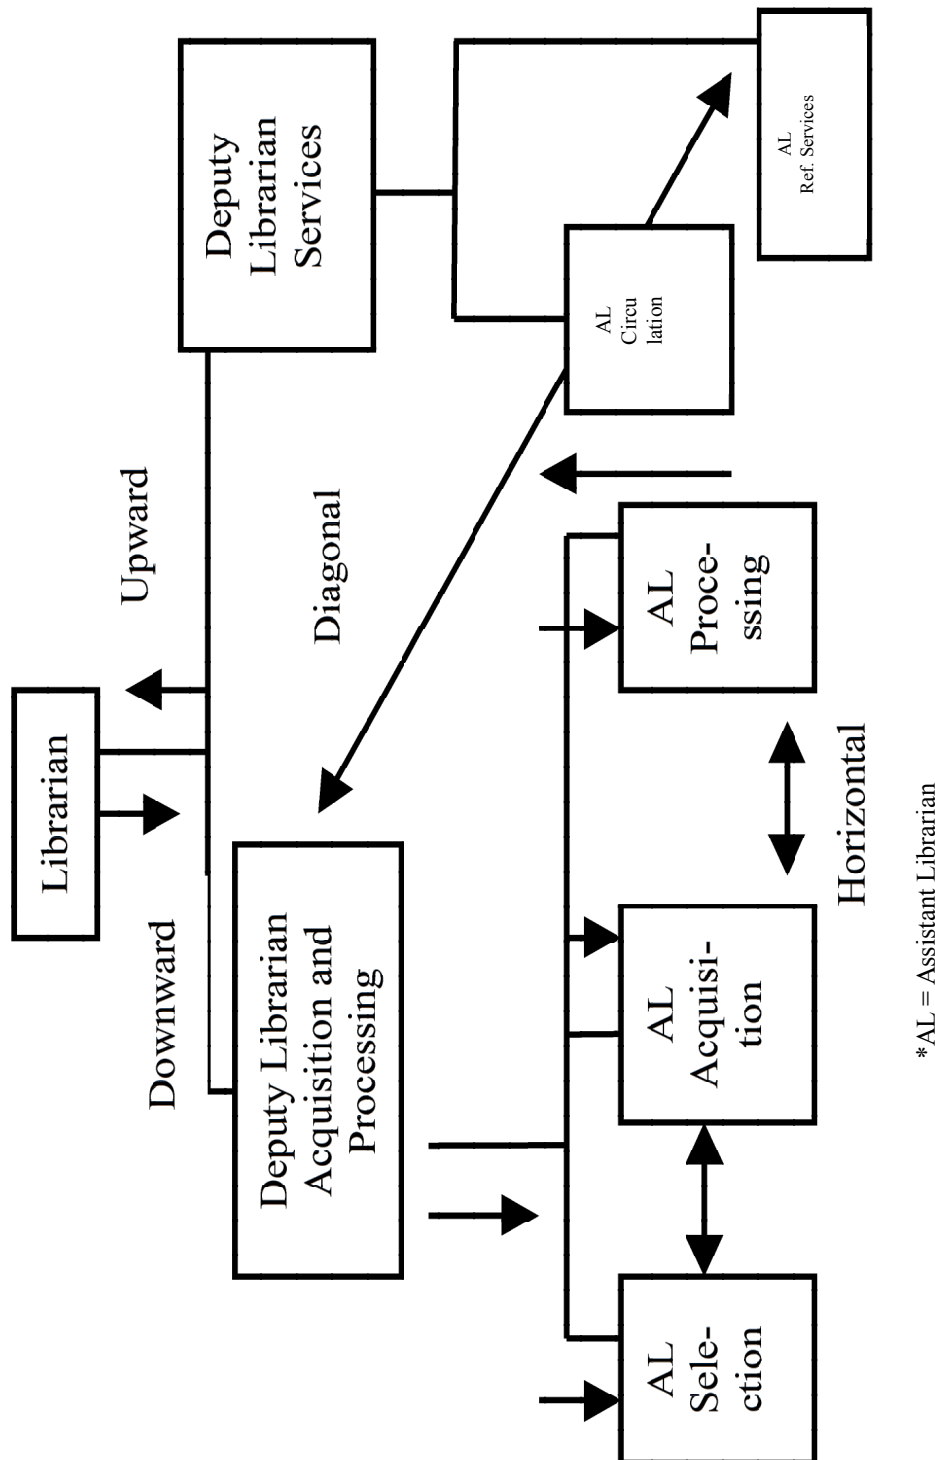 Librarian
Downward
Upward
Deputy Librarian
Acquisition and
Processing
Diagonal
Deputy
Librarian
Services
AL
Sele-
ction
AL
Acquisi-
tion
AL
Proce-
ssing
AL
Circu
lation
AL
Ref. Services
Horizontal
*AL = Assistant Librarian